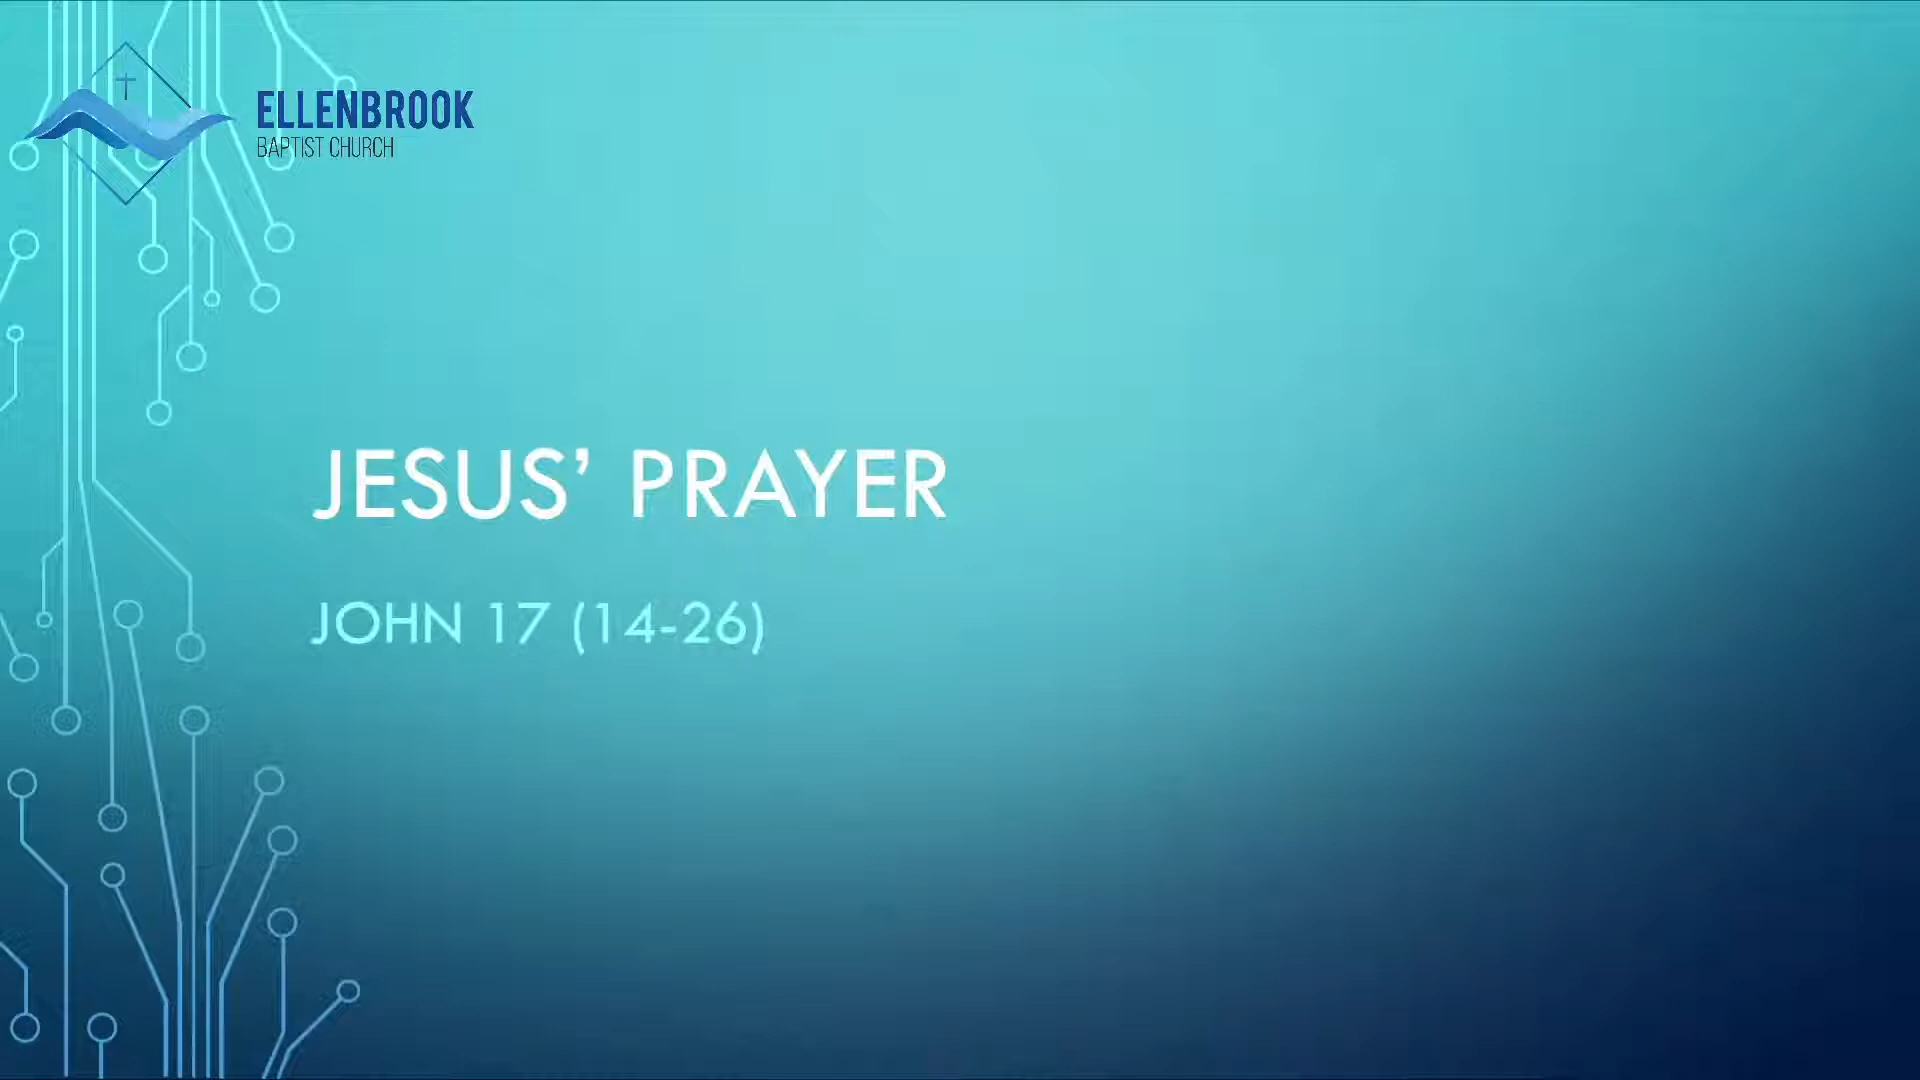 ELLENBROOK
BAPTIST CHURCH
JESUS’ PRAYER
JOHN 17 (14-26)